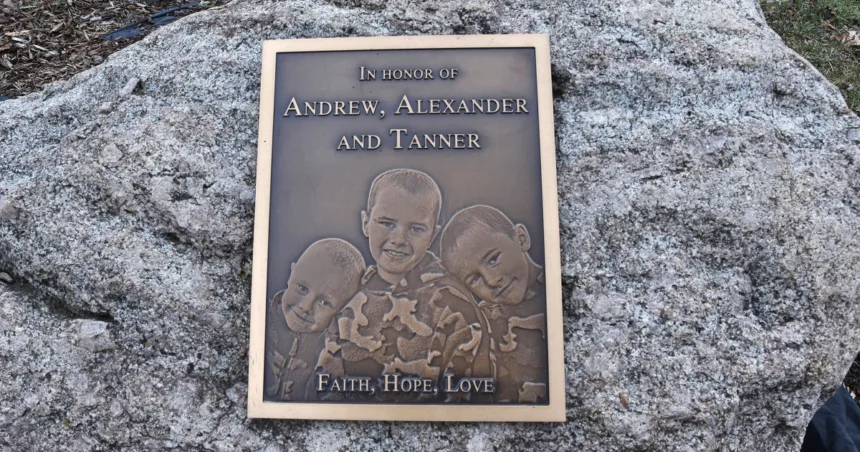 In honor of
Andrew, Alexander
and Tanner
Faith, Hope, Love